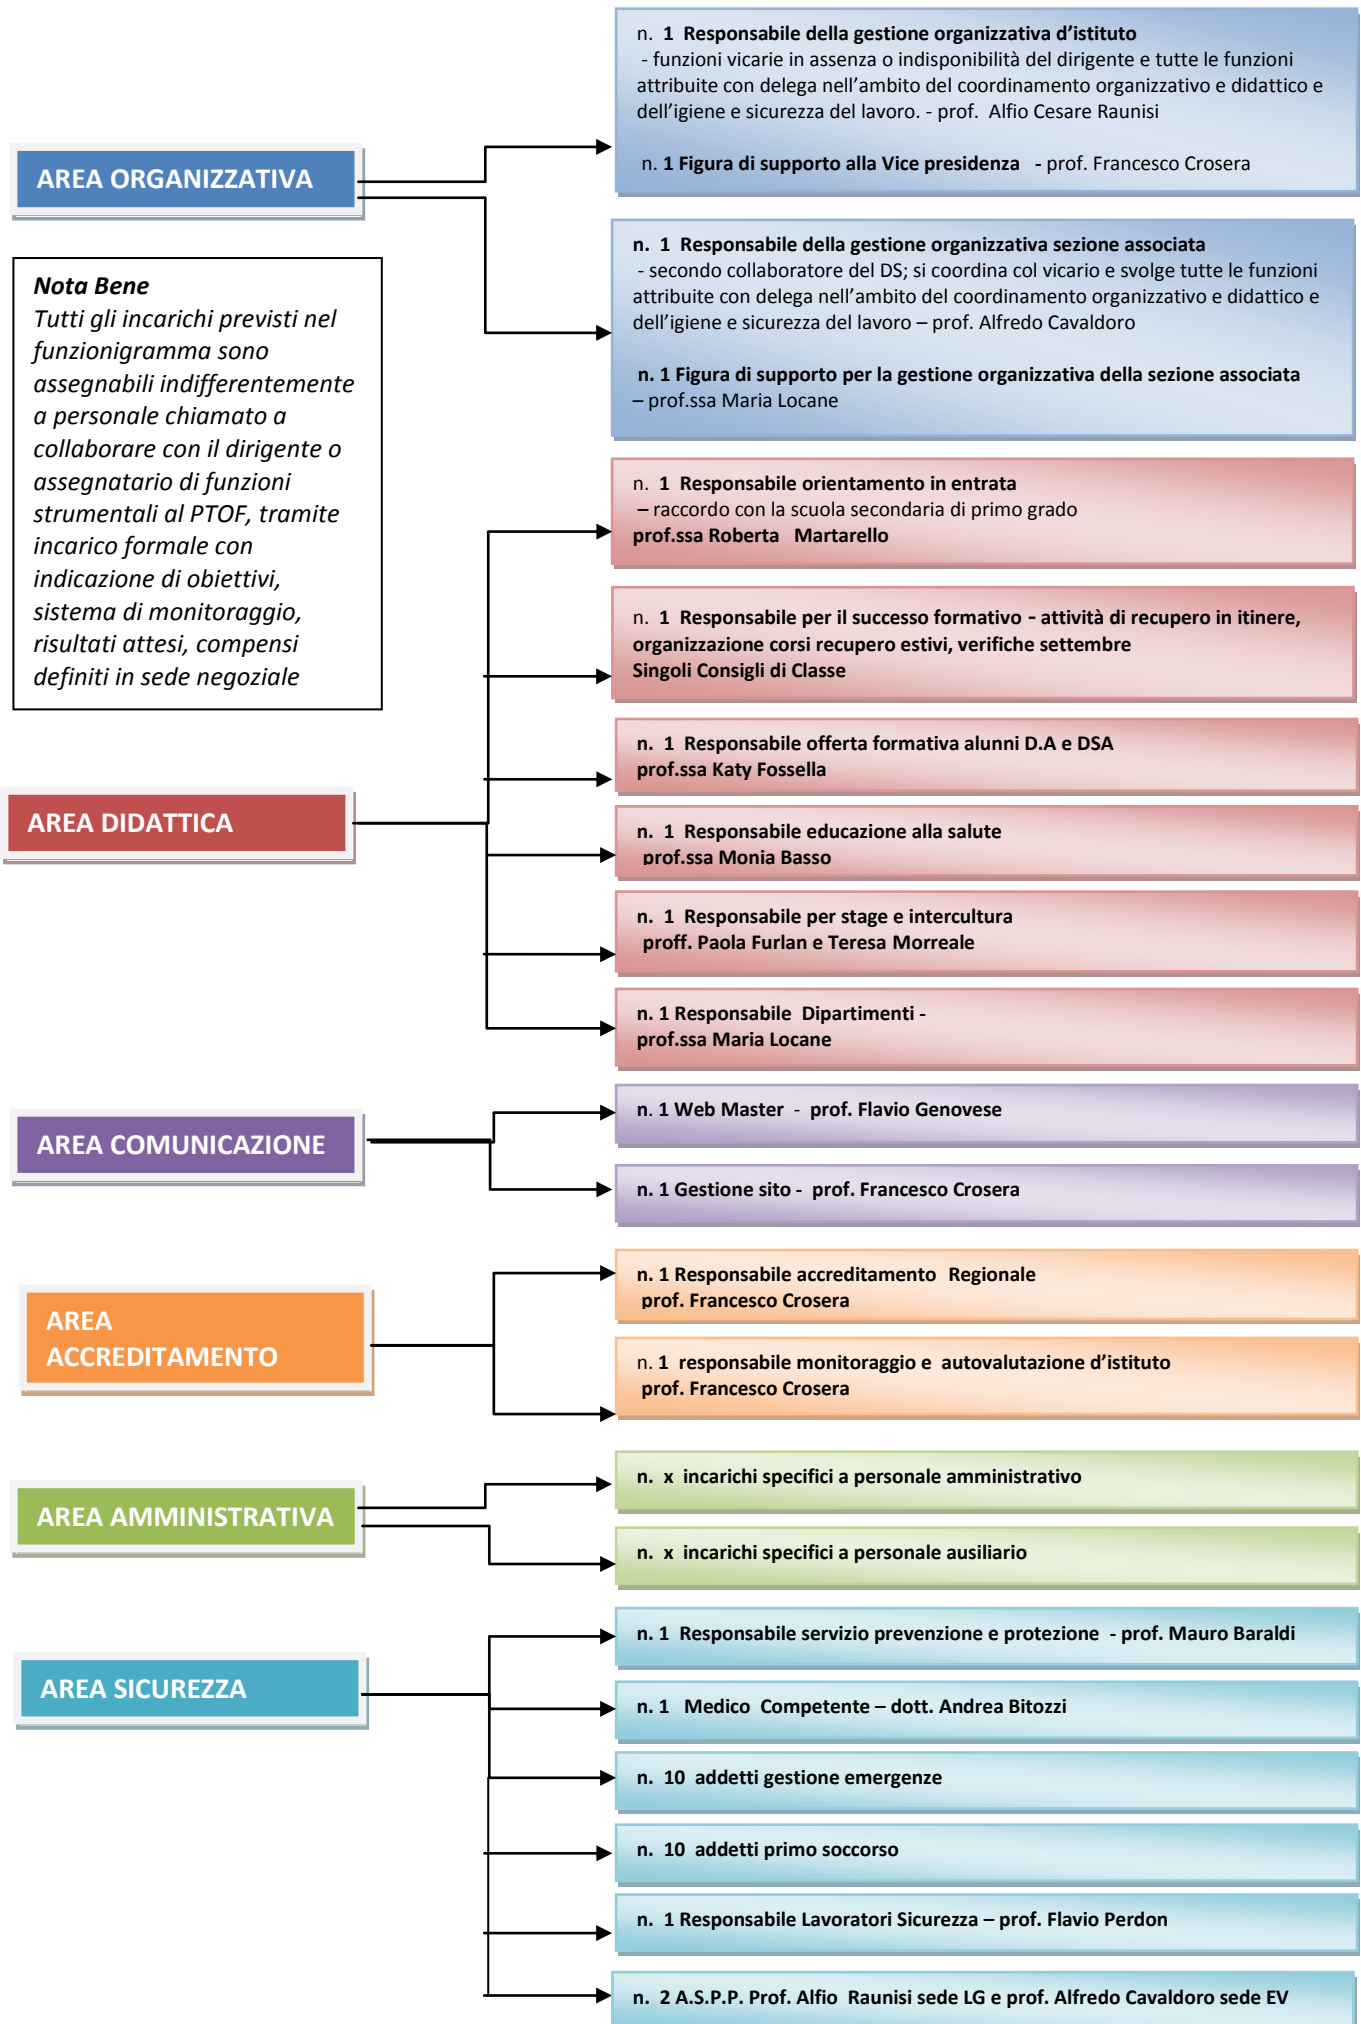 n. 1 Responsabile della gestione organizzativa d'istituto
- funzioni vicarie in assenza o indisponibilità del dirigente e tutte le funzioni
attribuite con delega nell'ambito del coordinamento organizzativo e didattico e
dell'igiene e sicurezza del lavoro. - prof. Alfio Cesare Raunisi
n. 1 Figura di supporto alla Vice presidenza - prof. Francesco Crosera
AREA ORGANIZZATIVA
n. 1 Responsabile della gestione organizzativa sezione associata
- secondo collaboratore del DS; si coordina col vicario e svolge tutte le funzioni
attribuite con delega nell'ambito del coordinamento organizzativo e didattico e
dell'igiene e sicurezza del lavoro – prof. Alfredo Cavaldoro
n. 1 Figura di supporto per la gestione organizzativa della sezione associata
– prof.ssa Maria Locane
Nota Bene
Tutti gli incarichi previsti nel
funzionigramma sono
assegnabili indifferentemente
a personale chiamato a
collaborare con il dirigente o
assegnatario di funzioni
strumentali al PTOF, tramite
incarico formale con
indicazione di obiettivi,
sistema di monitoraggio,
risultati attesi, compensi
definiti in sede negoziale
n. 1 Responsabile orientamento in entrata
– raccordo con la scuola secondaria di primo grado
prof.ssa Roberta Martarello
n. 1 Responsabile per il successo formativo - attività di recupero in itinere,
organizzazione corsi recupero estivi, verifiche settembre
Singoli Consigli di Classe
n. 1 Responsabile offerta formativa alunni D.A e DSA
prof.ssa Katy Fossella
AREA DIDATTICA
n. 1 Responsabile educazione alla salute
prof.ssa Monia Basso
n. 1 Responsabile per stage e intercultura
proff. Paola Furlan e Teresa Morreale
n. 1 Responsabile Dipartimenti -
prof.ssa Maria Locane
n. 1 Web Master - prof. Flavio Genovese
AREA COMUNICAZIONE
n. 1 Gestione sito - prof. Francesco Crosera
n. 1 Responsabile accreditamento Regionale
prof. Francesco Crosera
AREA
ACCREDITAMENTO
n. 1 responsabile monitoraggio e autovalutazione d'istituto
prof. Francesco Crosera
n. x incarichi specifici a personale amministrativo
AREA AMMINISTRATIVA
n. x incarichi specifici a personale ausiliario
n. 1 Responsabile servizio prevenzione e protezione - prof. Mauro Baraldi
AREA SICUREZZA
n. 1 Medico Competente – dott. Andrea Bitozzi
n. 10 addetti gestione emergenze
n. 10 addetti primo soccorso
n. 1 Responsabile Lavoratori Sicurezza – prof. Flavio Perdon
n. 2 A.S.P.P. Prof. Alfio Raunisi sede LG e prof. Alfredo Cavaldoro sede EV